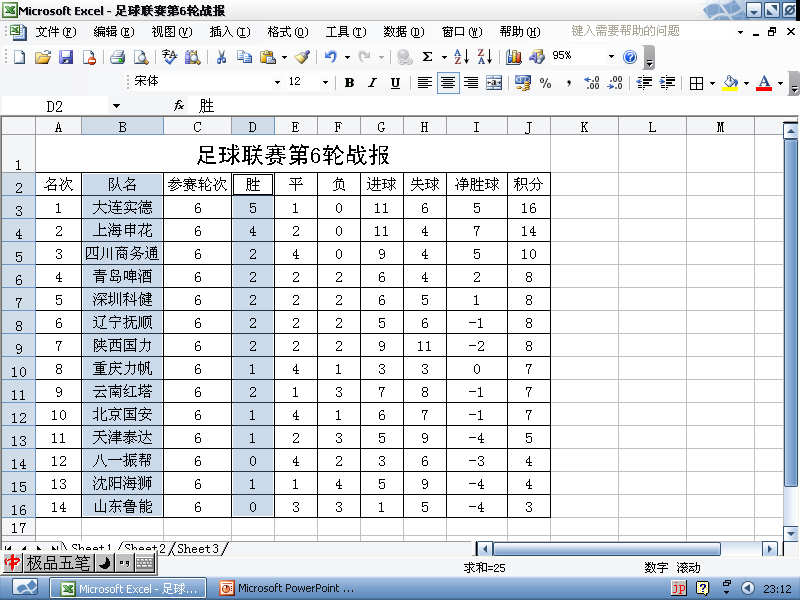 Microsoft Excel - 足球联赛第6轮战报
文件(F) 编辑(E) 视图(V) 插入(I) 格式(O) 工具(T) 数据(D) 窗口(W) 帮助(H) 键入需要帮助的问题
95%
宋体 12 B I U
D2 fx 胜
A B C D E F G H I J K L M
1 足球联赛第6轮战报
2 名次 队名 参赛轮次 胜 平 负 进球 失球 净胜球 积分
3 1 大连实德 6 5 1 0 11 6 5 16
4 2 上海申花 6 4 2 0 11 4 7 14
5 3 四川商务通 6 2 4 0 9 4 5 10
6 4 青岛啤酒 6 2 2 2 6 4 2 8
7 5 深圳科健 6 2 2 2 6 5 1 8
8 6 辽宁抚顺 6 2 2 2 5 6 -1 8
9 7 陕西国力 6 2 2 2 9 11 -2 8
10 8 重庆力帆 6 1 4 1 3 3 0 7
11 9 云南红塔 6 2 1 3 7 8 -1 7
12 10 北京国安 6 1 4 1 6 7 -1 7
13 11 天津泰达 6 1 2 3 5 9 -4 5
14 12 八一振帮 6 0 4 2 3 6 -3 4
15 13 沈阳海狮 6 1 1 4 5 9 -4 4
16 14 山东鲁能 6 0 3 3 1 5 -4 3
17
Sheet1 Sheet2 Sheet3
极品五笔 求和=25 数字 滚动
Microsoft Excel - 足球... Microsoft PowerPoint ... jp 23:12